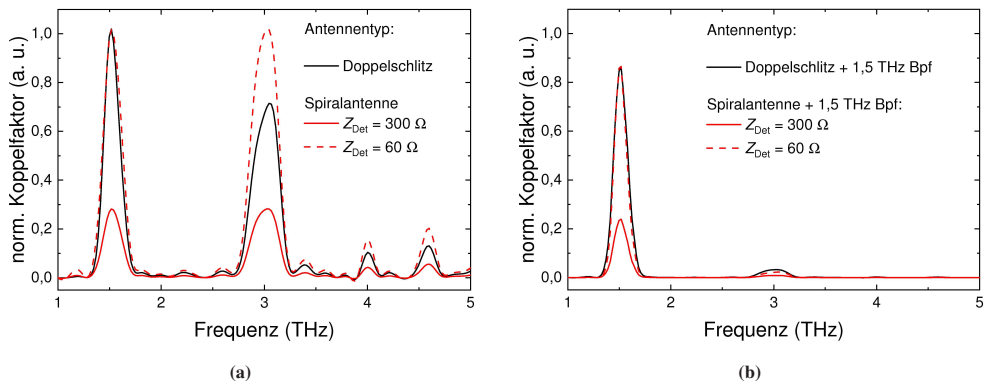 norm. Koppelfaktor (a. u.)
1,0
0,8
0,6
0,4
0,2
0,0
Antennentyp:
Doppelschlitz
Spiralantenne
Z_Det = 300 Ω
Z_Det = 60 Ω
1 2 3 4 5
Frequenz (THz)
(a)
norm. Koppelfaktor (a. u.)
1,0
0,8
0,6
0,4
0,2
0,0
Antennentyp:
Doppelschlitz + 1,5 THz Bpf
Spiralantenne + 1,5 THz Bpf:
Z_Det = 300 Ω
Z_Det = 60 Ω
1 2 3 4 5
Frequenz (THz)
(b)